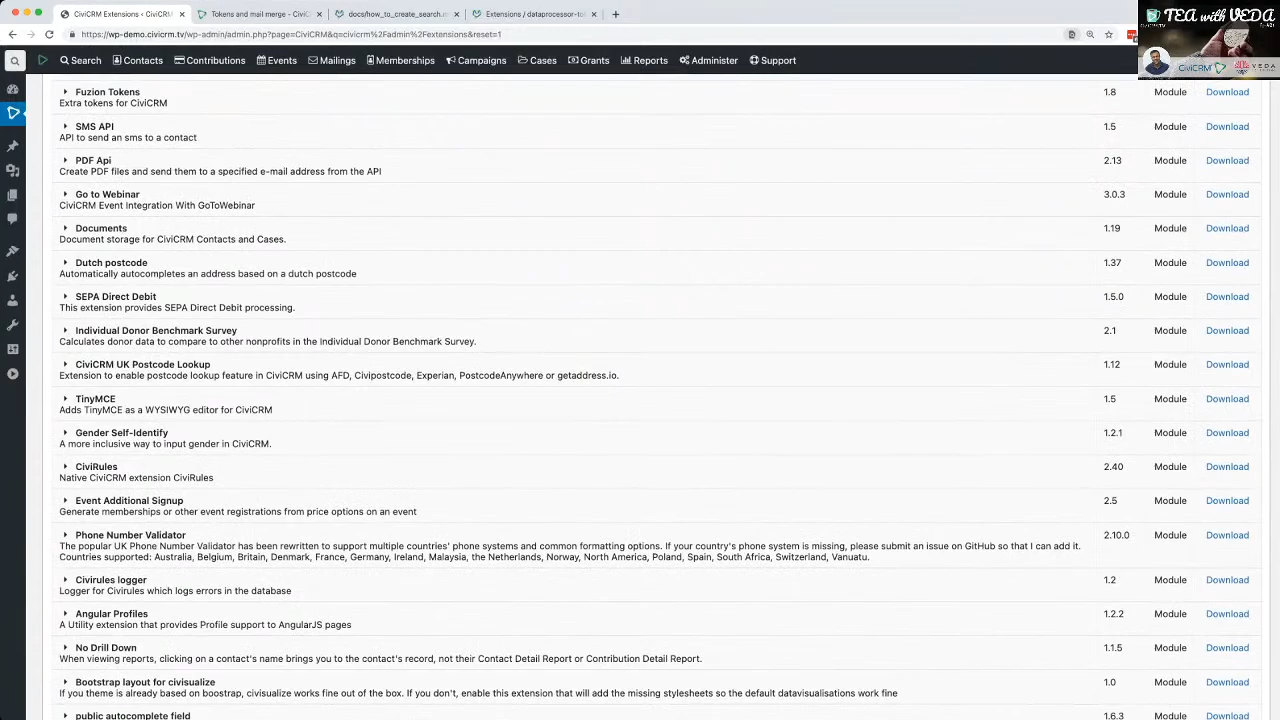 CiviCRM Extensions ‹ CiviCRM
Tokens and mail merge - CiviC
docs/how_to_create_search.m
Extensions / dataprocessor-to
https://wp-demo.civicrm.tv/wp-admin/admin.php?page=CiviCRM&q=civicrm%2Fadmin%2Fextensions&reset=1
TEA with VEDA
CiviCRM
VEDA
Search Contacts Contributions Events Mailings Memberships Campaigns Cases Grants Reports Administer Support
Fuzion Tokens 1.8 Module Download
Extra tokens for CiviCRM
SMS API 1.5 Module Download
API to send an sms to a contact
PDF Api 2.13 Module Download
Create PDF files and send them to a specified e-mail address from the API
Go to Webinar 3.0.3 Module Download
CiviCRM Event Integration With GoToWebinar
Documents 1.19 Module Download
Document storage for CiviCRM Contacts and Cases.
Dutch postcode 1.37 Module Download
Automatically autocompletes an address based on a dutch postcode
SEPA Direct Debit 1.5.0 Module Download
This extension provides SEPA Direct Debit processing.
Individual Donor Benchmark Survey 2.1 Module Download
Calculates donor data to compare to other nonprofits in the Individual Donor Benchmark Survey.
CiviCRM UK Postcode Lookup 1.12 Module Download
Extension to enable postcode lookup feature in CiviCRM using AFD, Civipostcode, Experian, PostcodeAnywhere or getaddress.io.
TinyMCE 1.5 Module Download
Adds TinyMCE as a WYSIWYG editor for CiviCRM
Gender Self-Identify 1.2.1 Module Download
A more inclusive way to input gender in CiviCRM.
CiviRules 2.40 Module Download
Native CiviCRM extension CiviRules
Event Additional Signup 2.5 Module Download
Generate memberships or other event registrations from price options on an event
Phone Number Validator 2.10.0 Module Download
The popular UK Phone Number Validator has been rewritten to support multiple countries' phone systems and common formatting options. If your country's phone system is missing, please submit an issue on GitHub so that I can add it.
Countries supported: Australia, Belgium, Britain, Denmark, France, Germany, Ireland, Malaysia, the Netherlands, Norway, North America, Poland, Spain, South Africa, Switzerland, Vanuatu.
Civirules logger 1.2 Module Download
Logger for Civirules which logs errors in the database
Angular Profiles 1.2.2 Module Download
A Utility extension that provides Profile support to AngularJS pages
No Drill Down 1.1.5 Module Download
When viewing reports, clicking on a contact's name brings you to the contact's record, not their Contact Detail Report or Contribution Detail Report.
Bootstrap layout for civisualize 1.0 Module Download
If you theme is already based on boostrap, civisualize works fine out of the box. If you don't, enable this extension that will add the missing stylesheets so the default datavisualisations work fine
public autocomplete field 1.6.3 Module Download